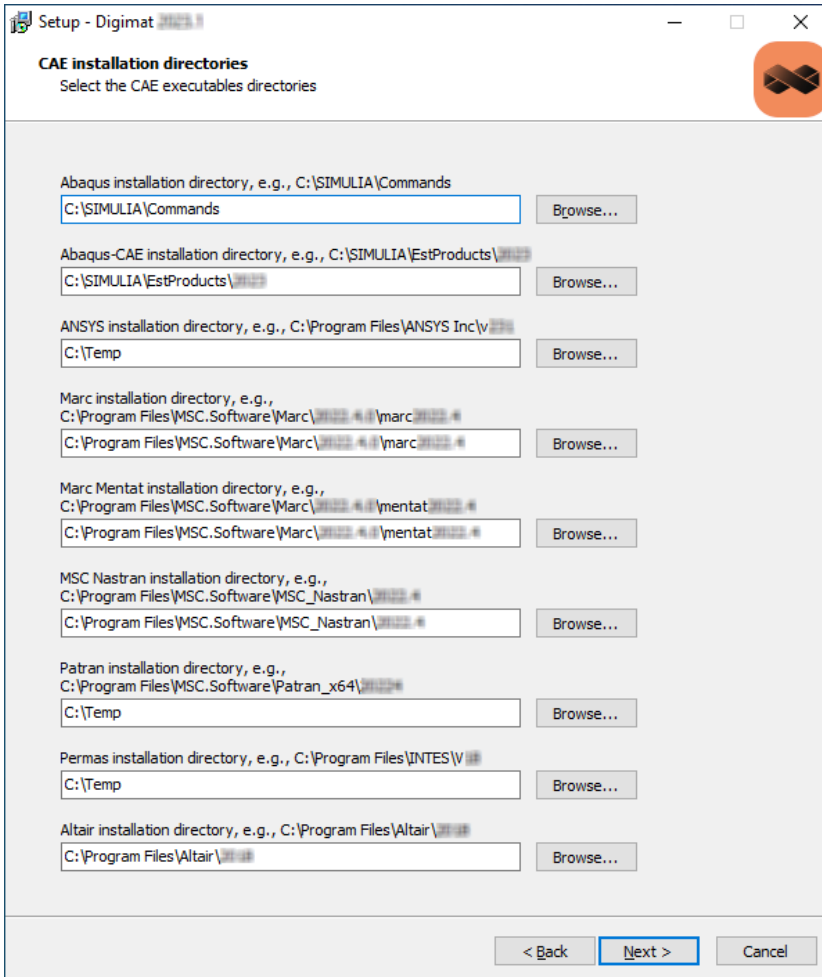 Setup - Digimat
CAE installation directories
Select the CAE executables directories
Abaqus installation directory, e.g., C:\SIMULIA\Commands
C:\SIMULIA\Commands
Browse...
Abaqus-CAE installation directory, e.g., C:\SIMULIA\EstProducts\
C:\SIMULIA\EstProducts\
Browse...
ANSYS installation directory, e.g., C:\Program Files\ANSYS Inc\v
C:\Temp
Browse...
Marc installation directory, e.g.,
C:\Program Files\MSC.Software\Marc\ \marc
C:\Program Files\MSC.Software\Marc\ \marc
Browse...
Marc Mentat installation directory, e.g.,
C:\Program Files\MSC.Software\Marc\ \mentat
C:\Program Files\MSC.Software\Marc\ \mentat
Browse...
MSC Nastran installation directory, e.g.,
C:\Program Files\MSC.Software\MSC_Nastran\
C:\Program Files\MSC.Software\MSC_Nastran\
Browse...
Patran installation directory, e.g.,
C:\Program Files\MSC.Software\Patran_x64\
C:\Temp
Browse...
Permas installation directory, e.g., C:\Program Files\INTES\V
C:\Temp
Browse...
Altair installation directory, e.g., C:\Program Files\Altair\
C:\Program Files\Altair\
Browse...
< Back
Next >
Cancel